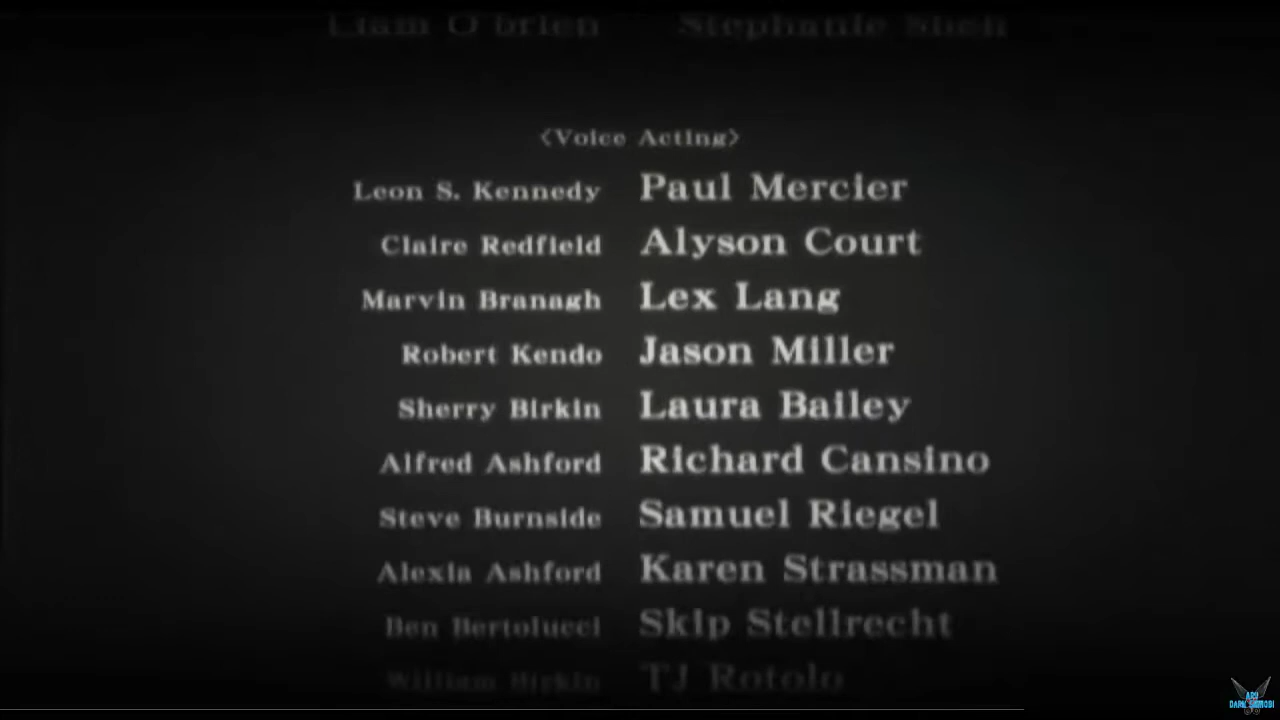 Liam O'brien Stephanie Sheh
<Voice Acting>
Leon S. Kennedy Paul Mercier
Claire Redfield Alyson Court
Marvin Branagh Lex Lang
Robert Kendo Jason Miller
Sherry Birkin Laura Bailey
Alfred Ashford Richard Cansino
Steve Burnside Samuel Riegel
Alexia Ashford Karen Strassman
Ben Bertolucci Skip Stellrecht
William Birkin TJ Rotolo